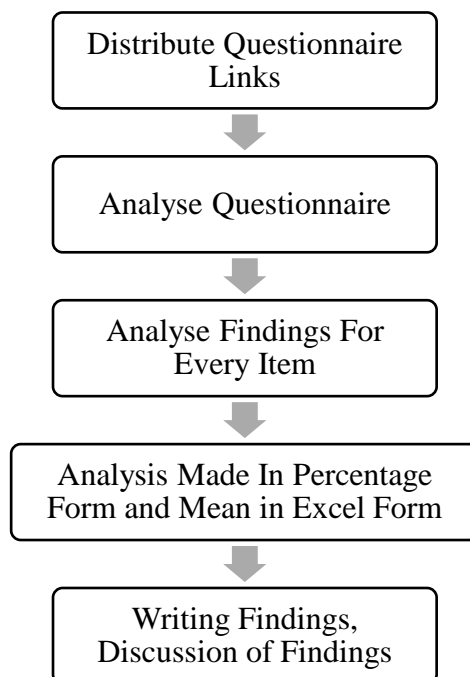 Distribute Questionnaire
Links
Analyse Questionnaire
Analyse Findings For
Every Item
Analysis Made In Percentage
Form and Mean in Excel Form
Writing Findings,
Discussion of Findings